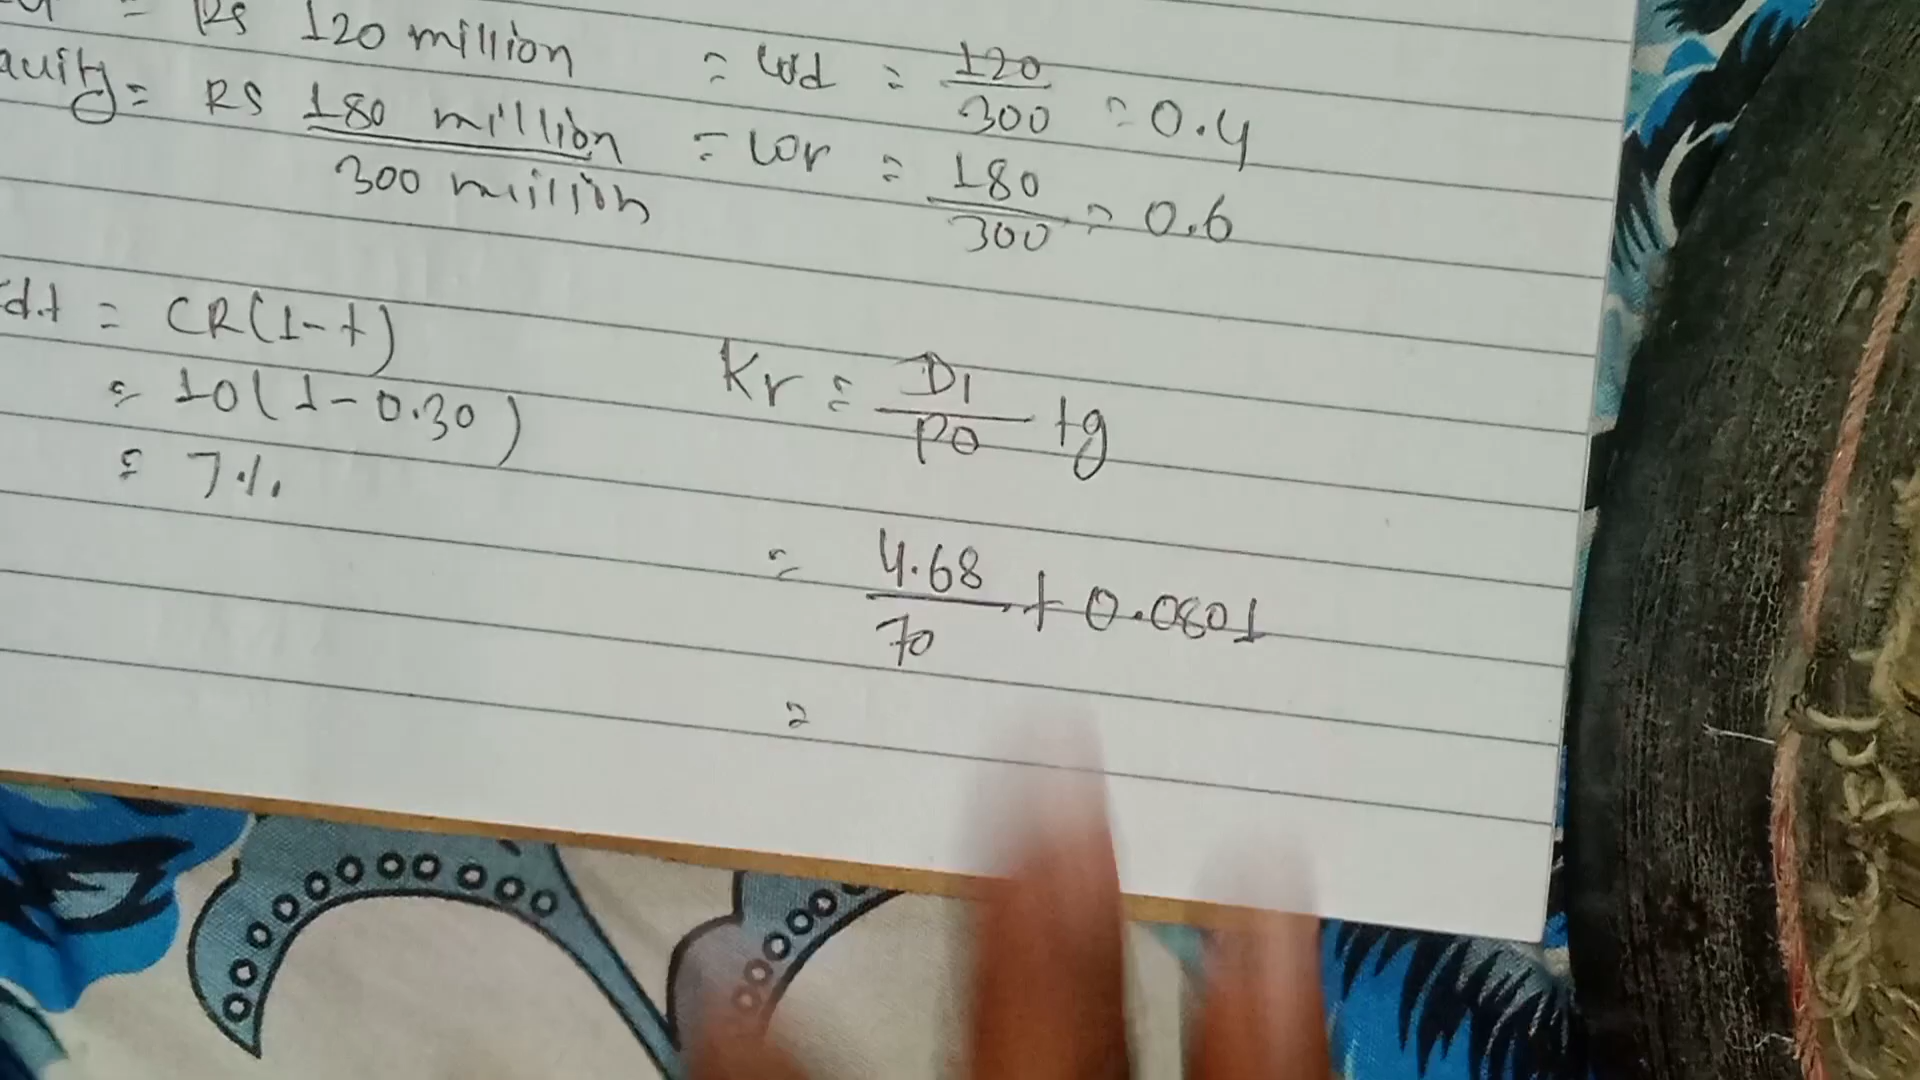 = Rs 120 million = Wd = 120/300 = 0.4
quity = RS 180 million = Wr = 180/300 = 0.6
300 million
d.t = CR(1-t)
= 10(1-0.30)
= 7%
Kr = D1/P0 + g
= 4.68/70 + 0.0801
=